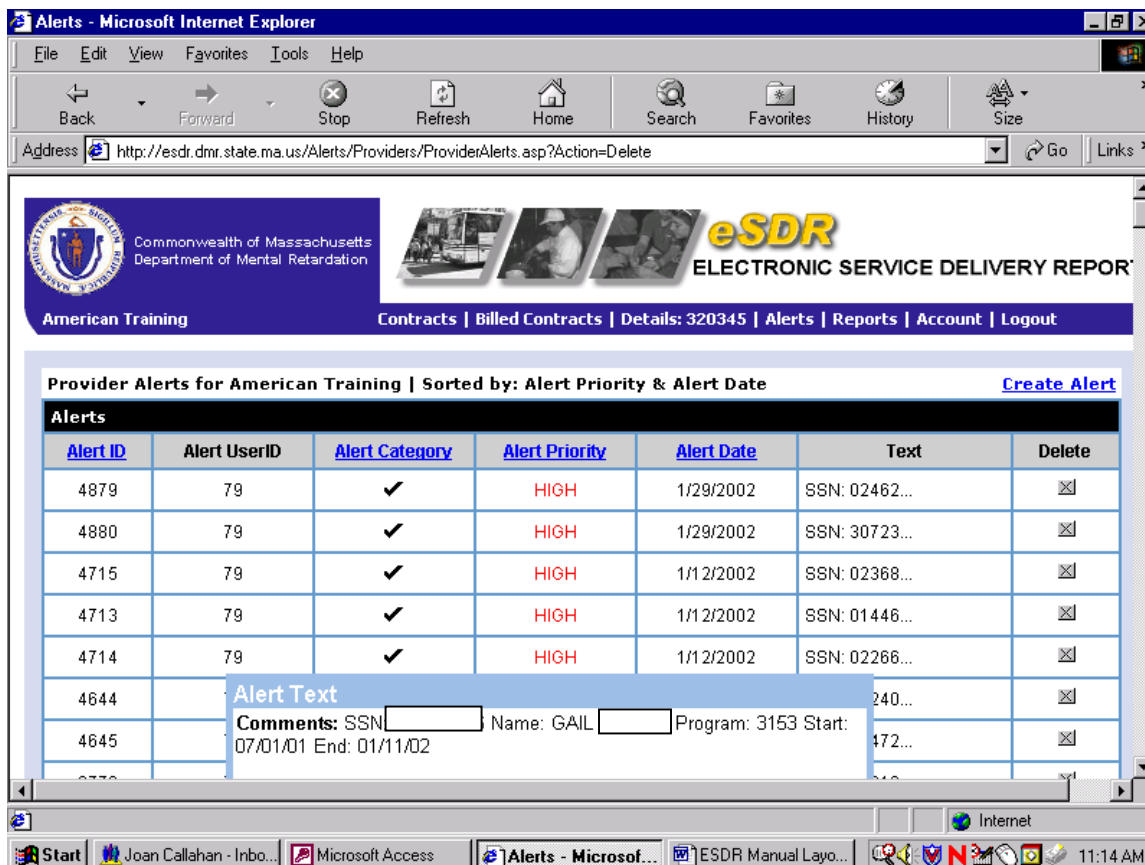 Alerts - Microsoft Internet Explorer
File Edit View Favorites Tools Help
Back Forward Stop Refresh Home Search Favorites History Size
Address http://esdr.dmr.state.ma.us/Alerts/Providers/ProviderAlerts.asp?Action=Delete Go Links
Commonwealth of Massachusetts
Department of Mental Retardation
eSDR
ELECTRONIC SERVICE DELIVERY REPOR
American Training Contracts | Billed Contracts | Details: 320345 | Alerts | Reports | Account | Logout
Provider Alerts for American Training | Sorted by: Alert Priority & Alert Date Create Alert
Alerts
Alert ID Alert UserID Alert Category Alert Priority Alert Date Text Delete
4879 79 ✔ HIGH 1/29/2002 SSN: 02462...
4880 79 ✔ HIGH 1/29/2002 SSN: 30723...
4715 79 ✔ HIGH 1/12/2002 SSN: 02368...
4713 79 ✔ HIGH 1/12/2002 SSN: 01446...
4714 79 ✔ HIGH 1/12/2002 SSN: 02266...
4644 240...
4645 472...
Alert Text
Comments: SSN Name: GAIL Program: 3153 Start:
07/01/01 End: 01/11/02
Internet
Start Joan Callahan - Inbo... Microsoft Access Alerts - Microsof... ESDR Manual Layo... 11:14 AM